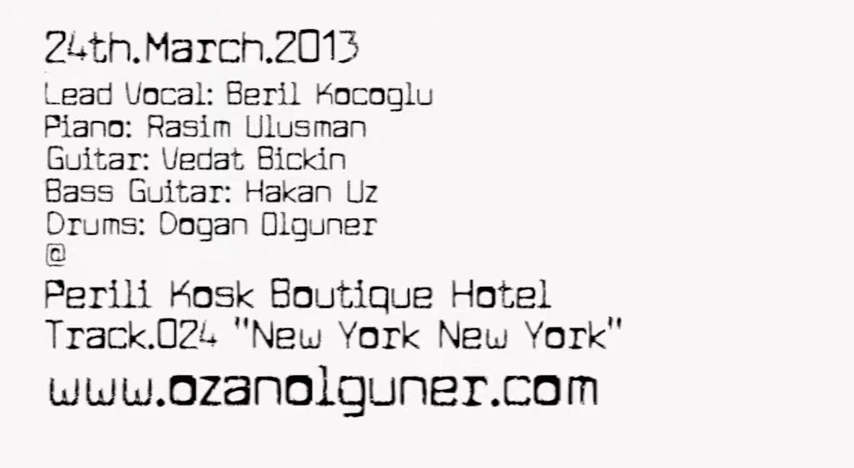 24th.March.2013
Lead Vocal: Beril Kocoglu
Piano: Rasim Ulusman
Guitar: Vedat Bickin
Bass Guitar: Hakan Uz
Drums: Dogan Olguner
@
Perili Kosk Boutique Hotel
Track.024 "New York New York"
www.ozanolguner.com